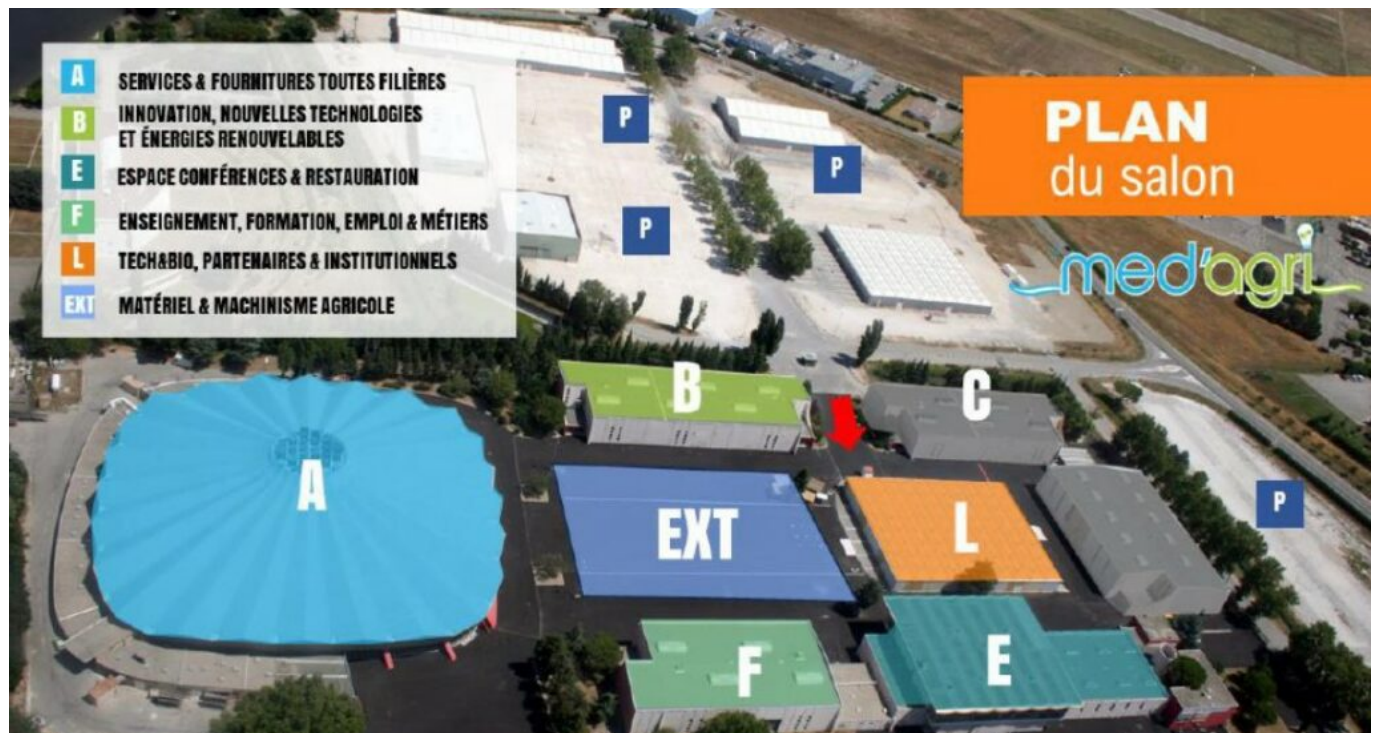 A SERVICES & FOURNITURES TOUTES FILIÈRES
B INNOVATION, NOUVELLES TECHNOLOGIES
ET ÉNERGIES RENOUVELABLES
E ESPACE CONFÉRENCES & RESTAURATION
F ENSEIGNEMENT, FORMATION, EMPLOI & MÉTIERS
L TECH&BIO, PARTENAIRES & INSTITUTIONNELS
EXT MATÉRIEL & MACHINISME AGRICOLE
PLAN
du salon
med'agri
P
P
P
B
C
A
EXT
L
P
F
E